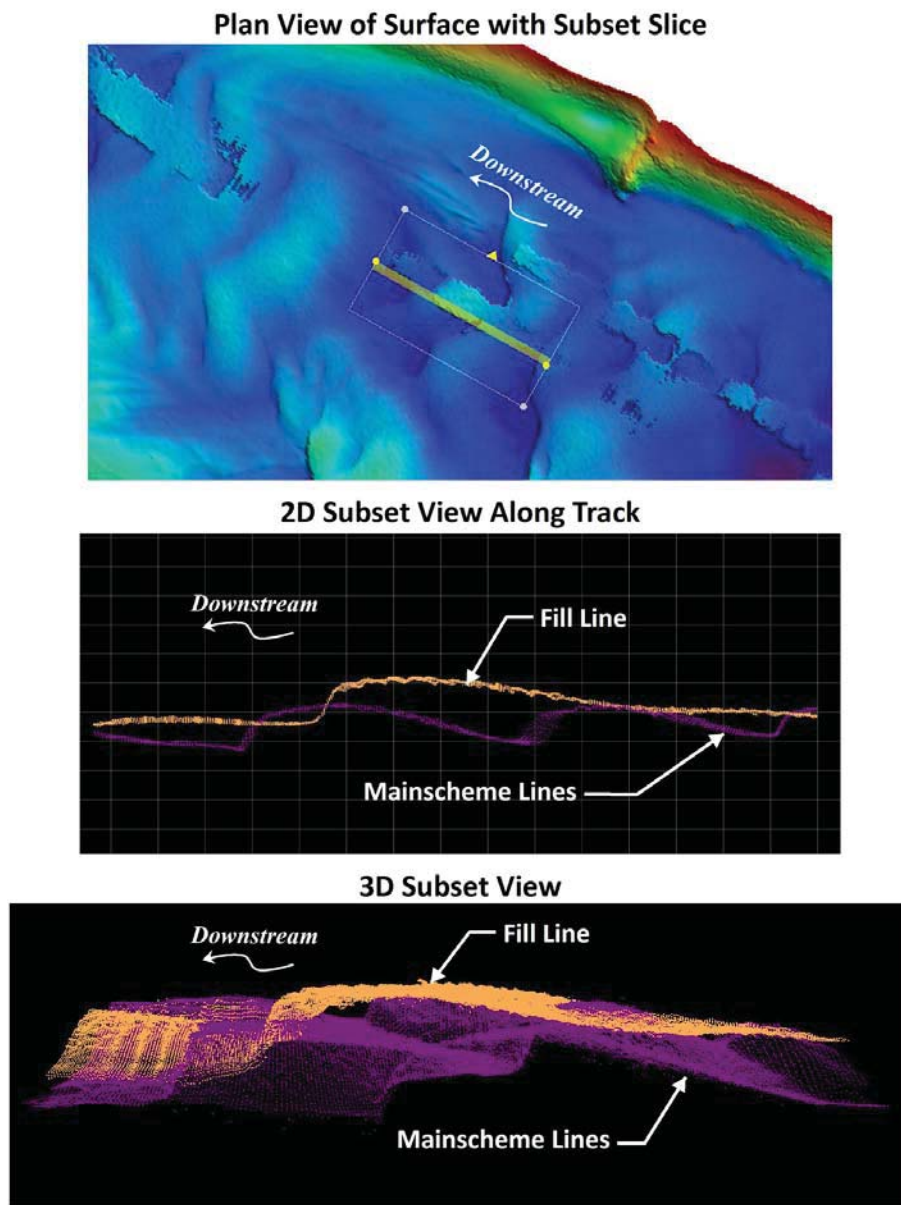 Plan View of Surface with Subset Slice
Downstream
2D Subset View Along Track
Downstream
Fill Line
Mainscheme Lines
3D Subset View
Downstream
Fill Line
Mainscheme Lines